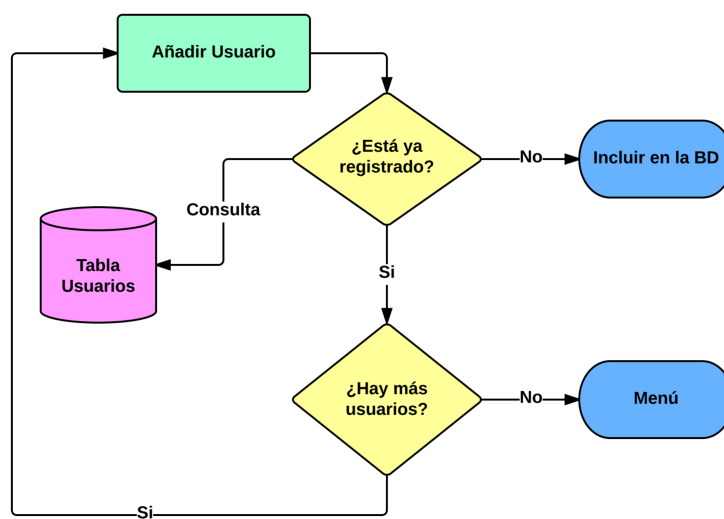 Añadir Usuario
¿Está ya
registrado?
No
Incluir en la BD
Consulta
Tabla
Usuarios
Si
¿Hay más
usuarios?
No
Menú
Si